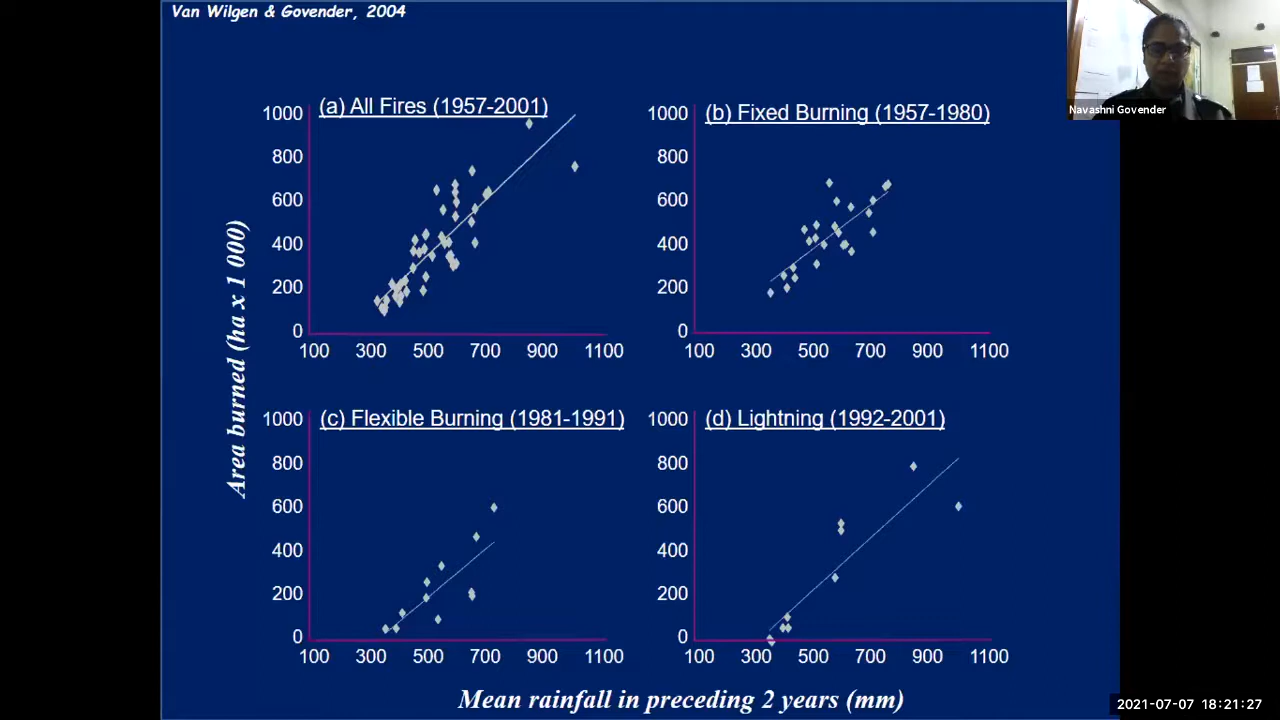 Van Wilgen & Govender, 2004
Navashni Govender
(a) All Fires (1957-2001)
1000
800
600
400
200
0
100 300 500 700 900 1100
(b) Fixed Burning (1957-1980)
1000
800
600
400
200
0
100 300 500 700 900 1100
Area burned (ha x 1 000)
(c) Flexible Burning (1981-1991)
1000
800
600
400
200
0
100 300 500 700 900 1100
(d) Lightning (1992-2001)
1000
800
600
400
200
0
100 300 500 700 900 1100
Mean rainfall in preceding 2 years (mm)
2021-07-07 18:21:27